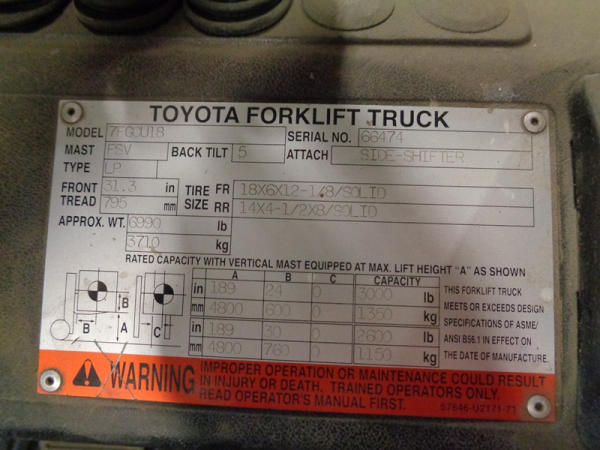 TOYOTA FORKLIFT TRUCK
MODEL 7FGCU18 SERIAL NO. 66474
MAST FSV BACK TILT 5 ATTACH SIDE-SHIFTER
TYPE LP
FRONT TREAD 31.3 in TIRE SIZE FR 18X6X12-1/8/SOLID
795 mm RR 14X4-1/2X8/SOLID
APPROX. WT. 6990 lb
3710 kg
RATED CAPACITY WITH VERTICAL MAST EQUIPPED AT MAX. LIFT HEIGHT "A" AS SHOWN
A B C CAPACITY
in 189 24 0 3000 lb
mm 4800 600 0 1350 kg
in 189 30 0 2600 lb
mm 4800 760 0 1150 kg
B
B A C
THIS FORKLIFT TRUCK
MEETS OR EXCEEDS DESIGN
SPECIFICATIONS OF ASME/
ANSI B56.1 IN EFFECT ON
THE DATE OF MANUFACTURE.
WARNING
IMPROPER OPERATION OR MAINTENANCE COULD RESULT
IN INJURY OR DEATH. TRAINED OPERATORS ONLY.
READ OPERATOR'S MANUAL FIRST.
57646-U2171-71